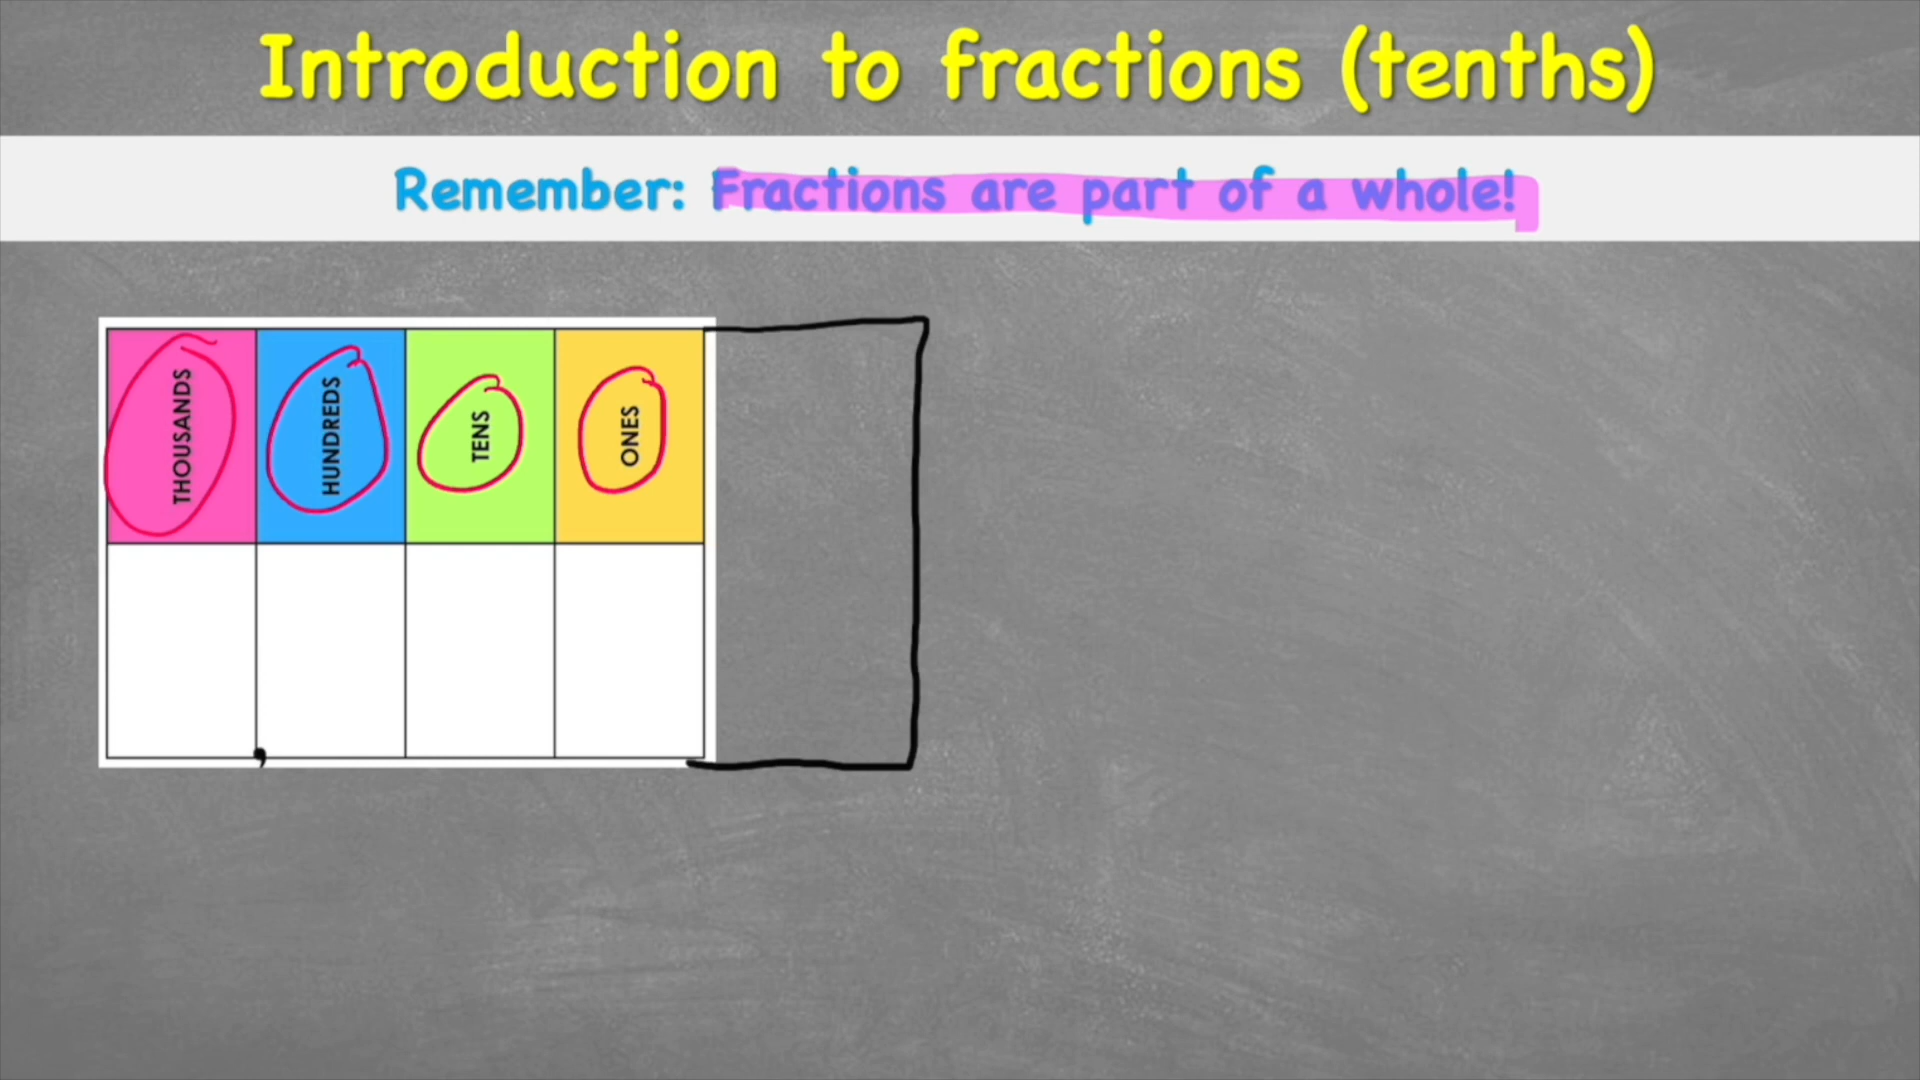 Introduction to fractions (tenths)
Remember: Fractions are part of a whole!
THOUSANDS
HUNDREDS
TENS
ONES
,